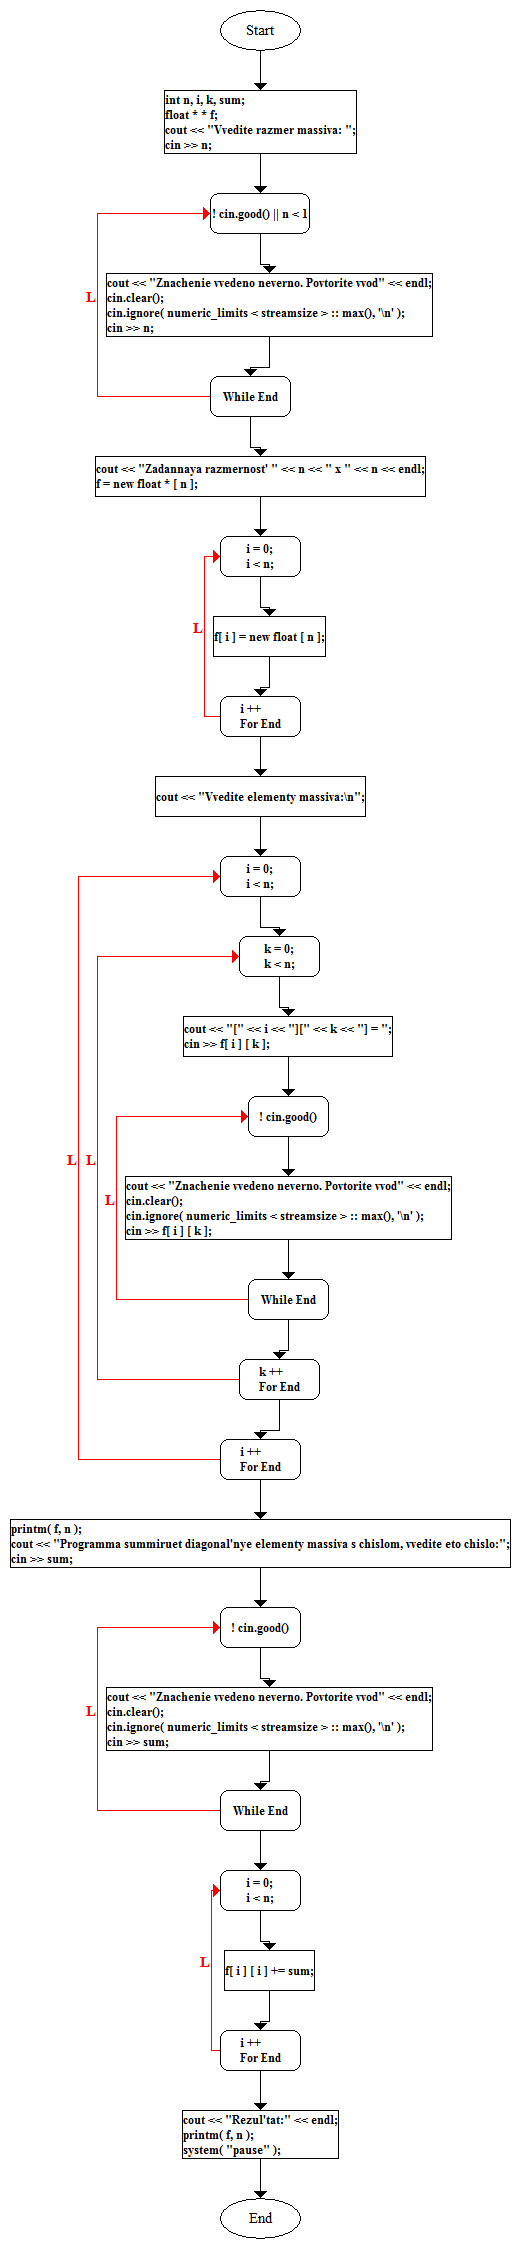 Start
int n, i, k, sum;
float * * f;
cout << "Vvedite razmer massiva: ";
cin >> n;
! cin.good() || n < 1
cout << "Znachenie vvedeno neverno. Povtorite vvod" << endl;
cin.clear();
cin.ignore( numeric_limits < streamsize > :: max(), '\n' );
cin >> n;
L
While End
cout << "Zadannaya razmernost' " << n << " x " << n << endl;
f = new float * [ n ];
i = 0;
i < n;
L
f[ i ] = new float [ n ];
i ++
For End
cout << "Vvedite elementy massiva:\n";
i = 0;
i < n;
k = 0;
k < n;
cout << "[" << i << "][" << k << "] = ";
cin >> f[ i ] [ k ];
! cin.good()
L L L
cout << "Znachenie vvedeno neverno. Povtorite vvod" << endl;
cin.clear();
cin.ignore( numeric_limits < streamsize > :: max(), '\n' );
cin >> f[ i ] [ k ];
While End
k ++
For End
i ++
For End
printm( f, n );
cout << "Programma summiruet diagonal'nye elementy massiva s chislom, vvedite eto chislo:";
cin >> sum;
! cin.good()
L
cout << "Znachenie vvedeno neverno. Povtorite vvod" << endl;
cin.clear();
cin.ignore( numeric_limits < streamsize > :: max(), '\n' );
cin >> sum;
While End
i = 0;
i < n;
L
f[ i ] [ i ] += sum;
i ++
For End
cout << "Rezul'tat:" << endl;
printm( f, n );
system( "pause" );
End